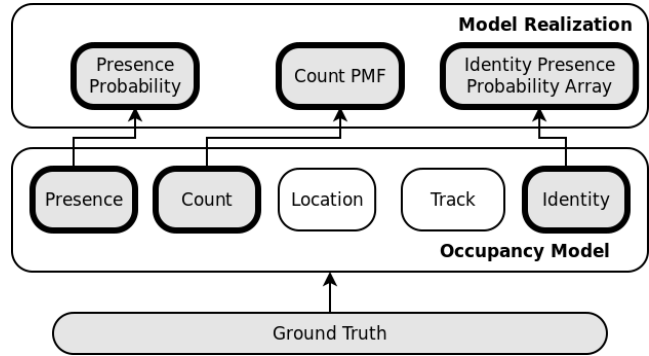 Model Realization
Presence
Probability
Count PMF
Identity Presence
Probability Array
Presence
Count
Location
Track
Identity
Occupancy Model
Ground Truth